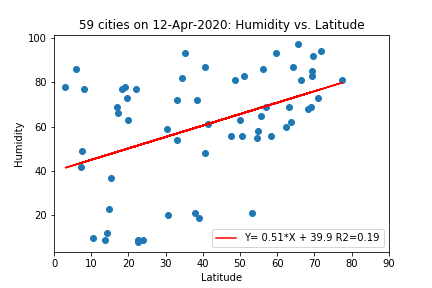 59 cities on 12-Apr-2020: Humidity vs. Latitude
100
80
60
40
20
Humidity
0 10 20 30 40 50 60 70 80 90
Latitude
Y= 0.51*X + 39.9 R2=0.19